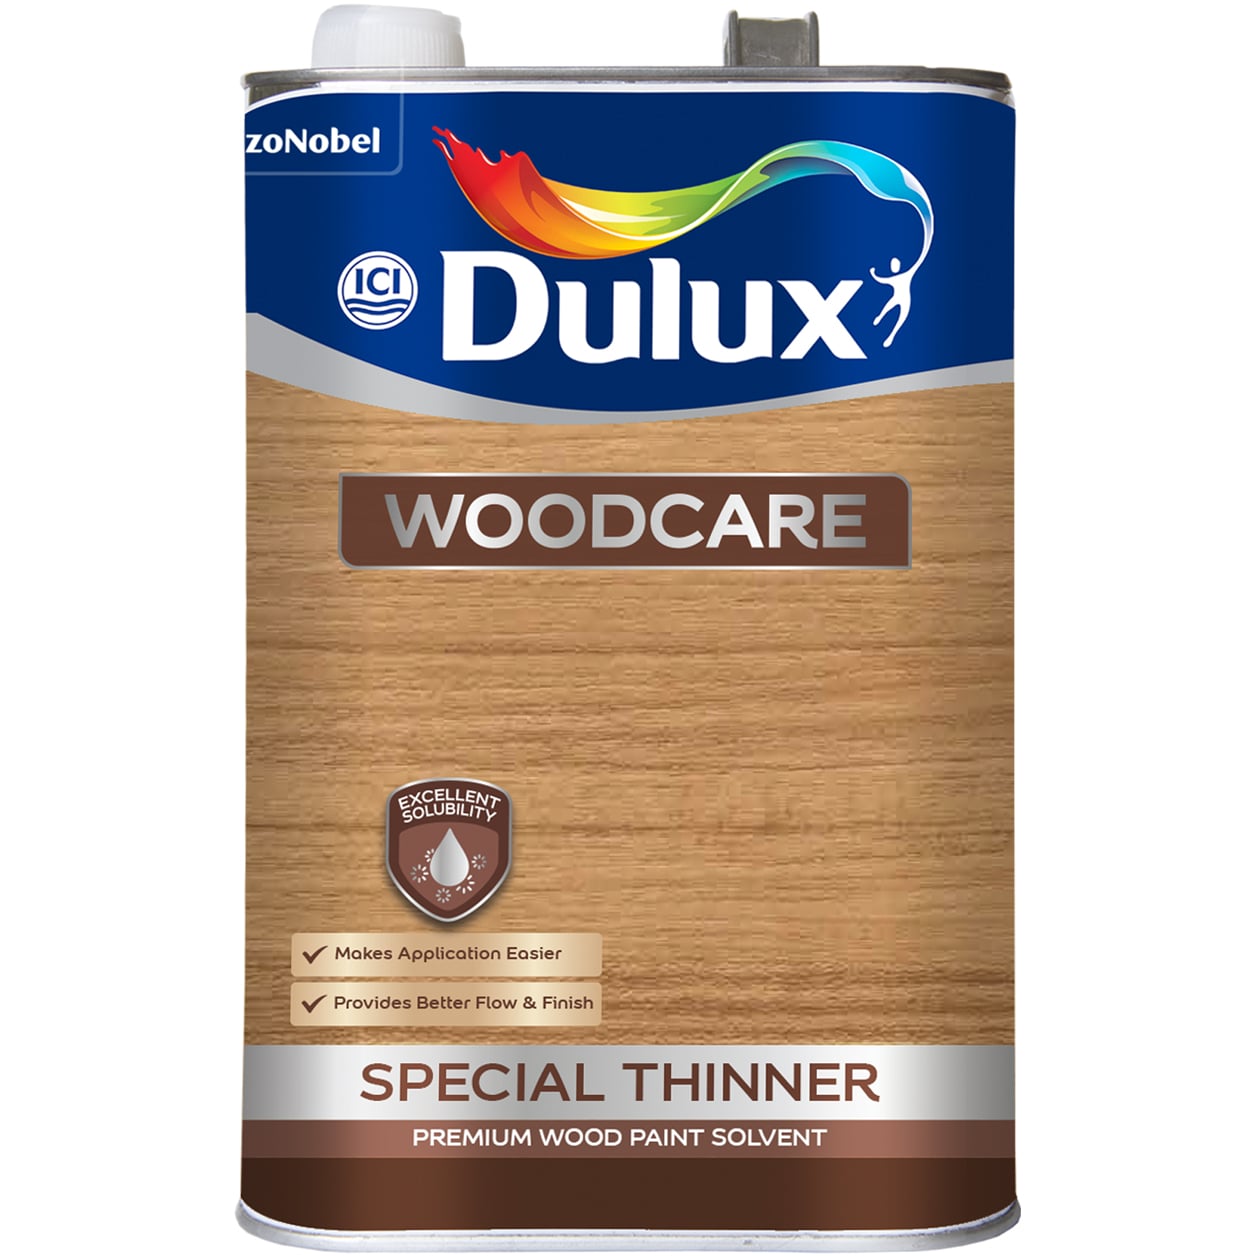 zoNobel
ICI
Dulux
WOODCARE
EXCELLENT
SOLUBILITY
Makes Application Easier
Provides Better Flow & Finish
SPECIAL THINNER
PREMIUM WOOD PAINT SOLVENT